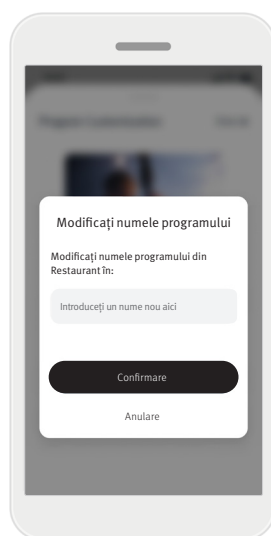 Modificați numele programului
Modificați numele programului din
Restaurant în:
Introduceți un nume nou aici
Confirmare
Anulare